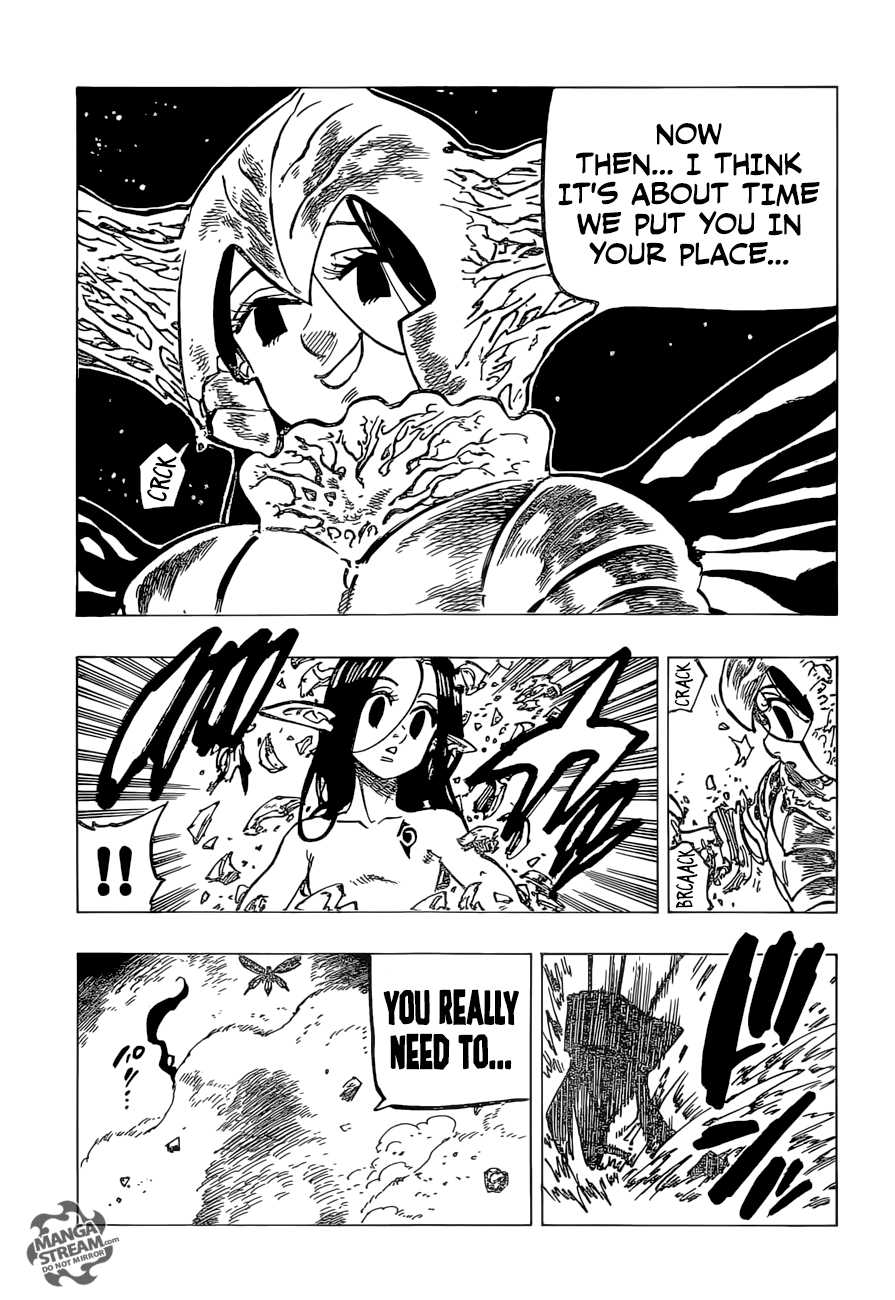 NOW
THEN... I THINK
IT'S ABOUT TIME
WE PUT YOU IN
YOUR PLACE...
CRCK
CRACK
BRCAACK
!!
YOU REALLY
NEED TO...
MANGA
STREAM.com
DO NOT MIRROR